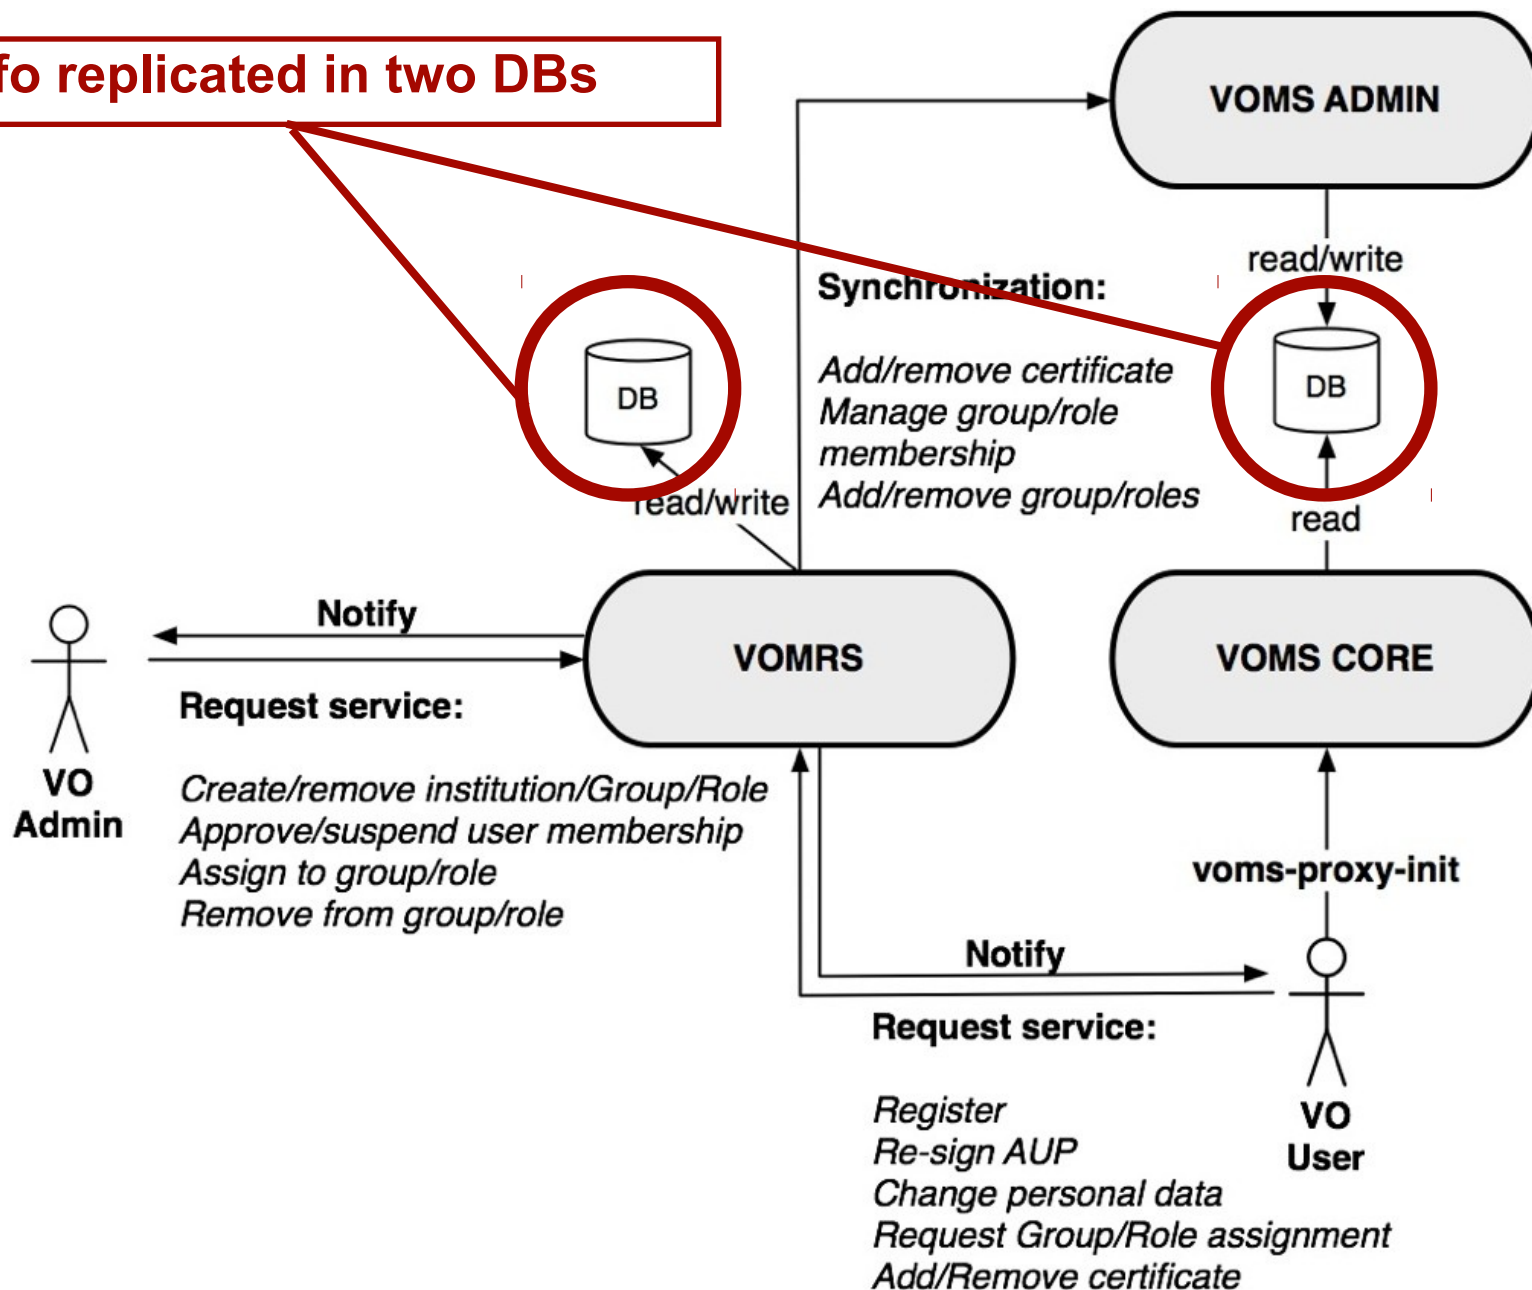 fo replicated in two DBs
VOMS ADMIN
read/write
Synchronization:
Add/remove certificate
Manage group/role
membership
Add/remove group/roles
DB
DB
read/write
read
Notify
VOMRS
VOMS CORE
Request service:
VO
Admin
Create/remove institution/Group/Role
Approve/suspend user membership
Assign to group/role
Remove from group/role
voms-proxy-init
Notify
Request service:
VO
User
Register
Re-sign AUP
Change personal data
Request Group/Role assignment
Add/Remove certificate